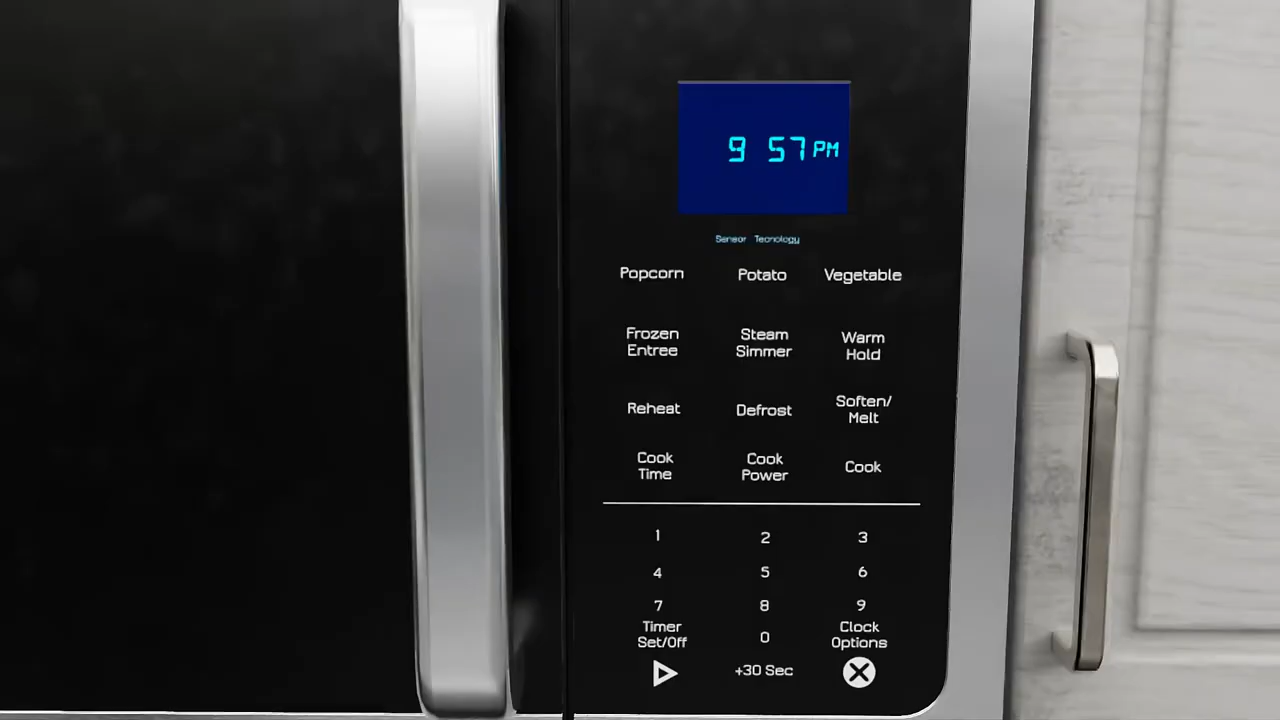 9 57 PM
Sensor Tecnology
Popcorn Potato Vegetable
Frozen Entree
Steam Simmer
Warm Hold
Reheat Defrost
Soften/
Melt
Cook Time
Cook Power
Cook
1 2 3
4 5 6
7 8 9
Timer Set/Off
0
Clock Options
+30 Sec